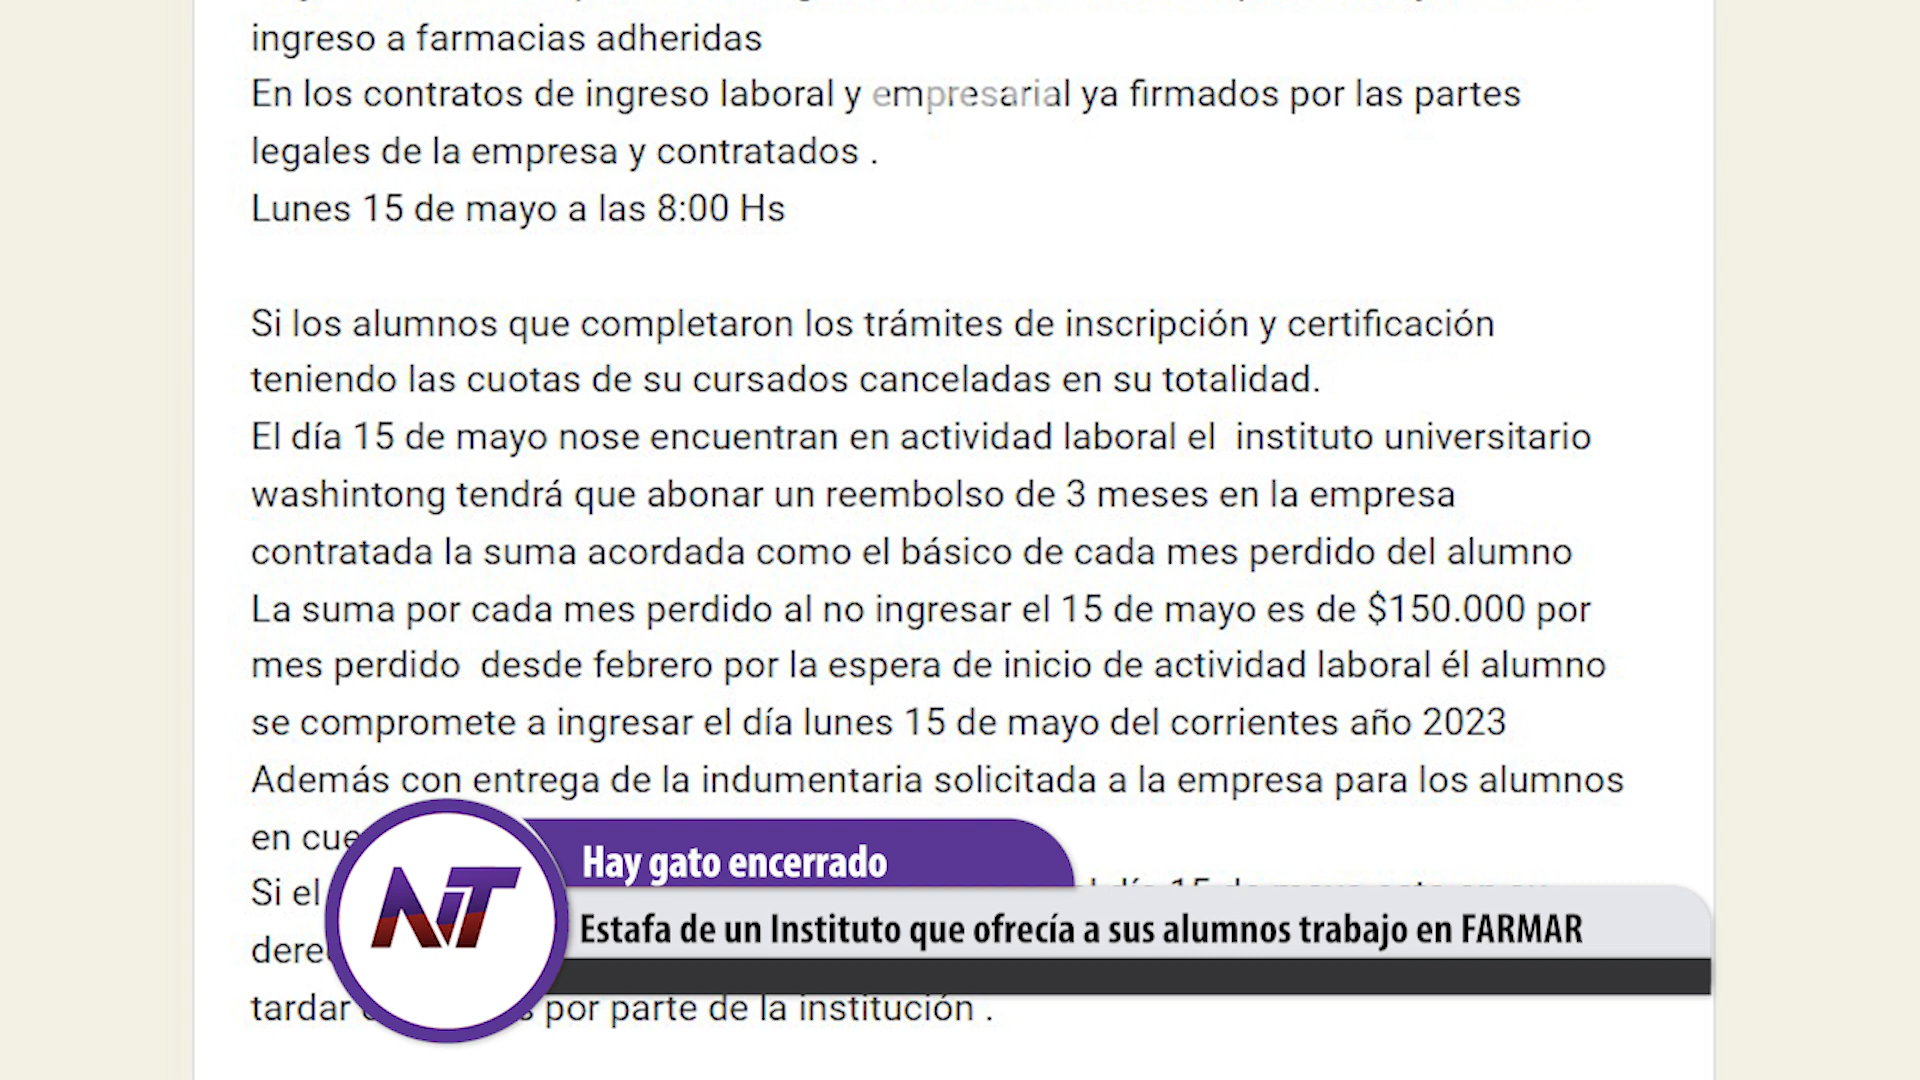 ingreso a farmacias adheridas
En los contratos de ingreso laboral y empresarial ya firmados por las partes
legales de la empresa y contratados .
Lunes 15 de mayo a las 8:00 Hs
Si los alumnos que completaron los trámites de inscripción y certificación
teniendo las cuotas de su cursados canceladas en su totalidad.
El día 15 de mayo nose encuentran en actividad laboral el  instituto universitario
washintong tendrá que abonar un reembolso de 3 meses en la empresa
contratada la suma acordada como el básico de cada mes perdido del alumno
La suma por cada mes perdido al no ingresar el 15 de mayo es de $150.000 por
mes perdido  desde febrero por la espera de inicio de actividad laboral él alumno
se compromete a ingresar el día lunes 15 de mayo del corrientes año 2023
Además con entrega de la indumentaria solicitada a la empresa para los alumnos
en
Si el
tardar por parte de la institución .
NT
Hay gato encerrado
Estafa de un Instituto que ofrecía a sus alumnos trabajo en FARMAR